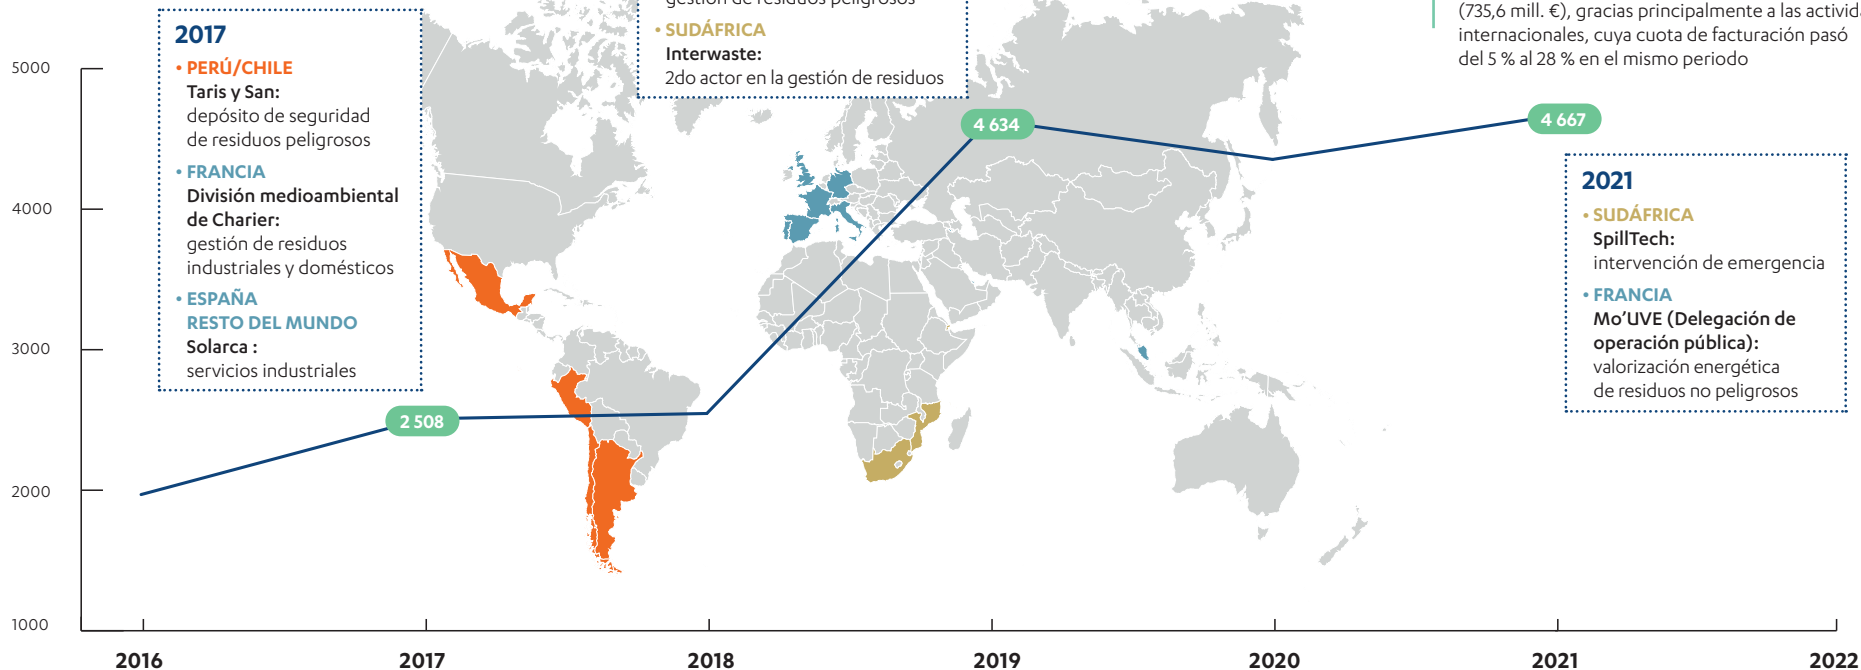 gestión de residuos peligrosos
• SUDÁFRICA
Interwaste:
2do actor en la gestión de residuos
(735,6 mill. €), gracias principalmente a las activid
internacionales, cuya cuota de facturación pasó
del 5 % al 28 % en el mismo periodo
2017
• PERÚ/CHILE
Taris y San:
depósito de seguridad
de residuos peligrosos
• FRANCIA
División medioambiental
de Charier:
gestión de residuos
industriales y domésticos
• ESPAÑA
RESTO DEL MUNDO
Solarca :
servicios industriales
2021
• SUDÁFRICA
SpillTech:
intervención de emergencia
• FRANCIA
Mo'UVE (Delegación de
operación pública):
valorización energética
de residuos no peligrosos
5000
4000
3000
2000
1000
2 508
4 634
4 667
2016
2017
2018
2019
2020
2021
2022